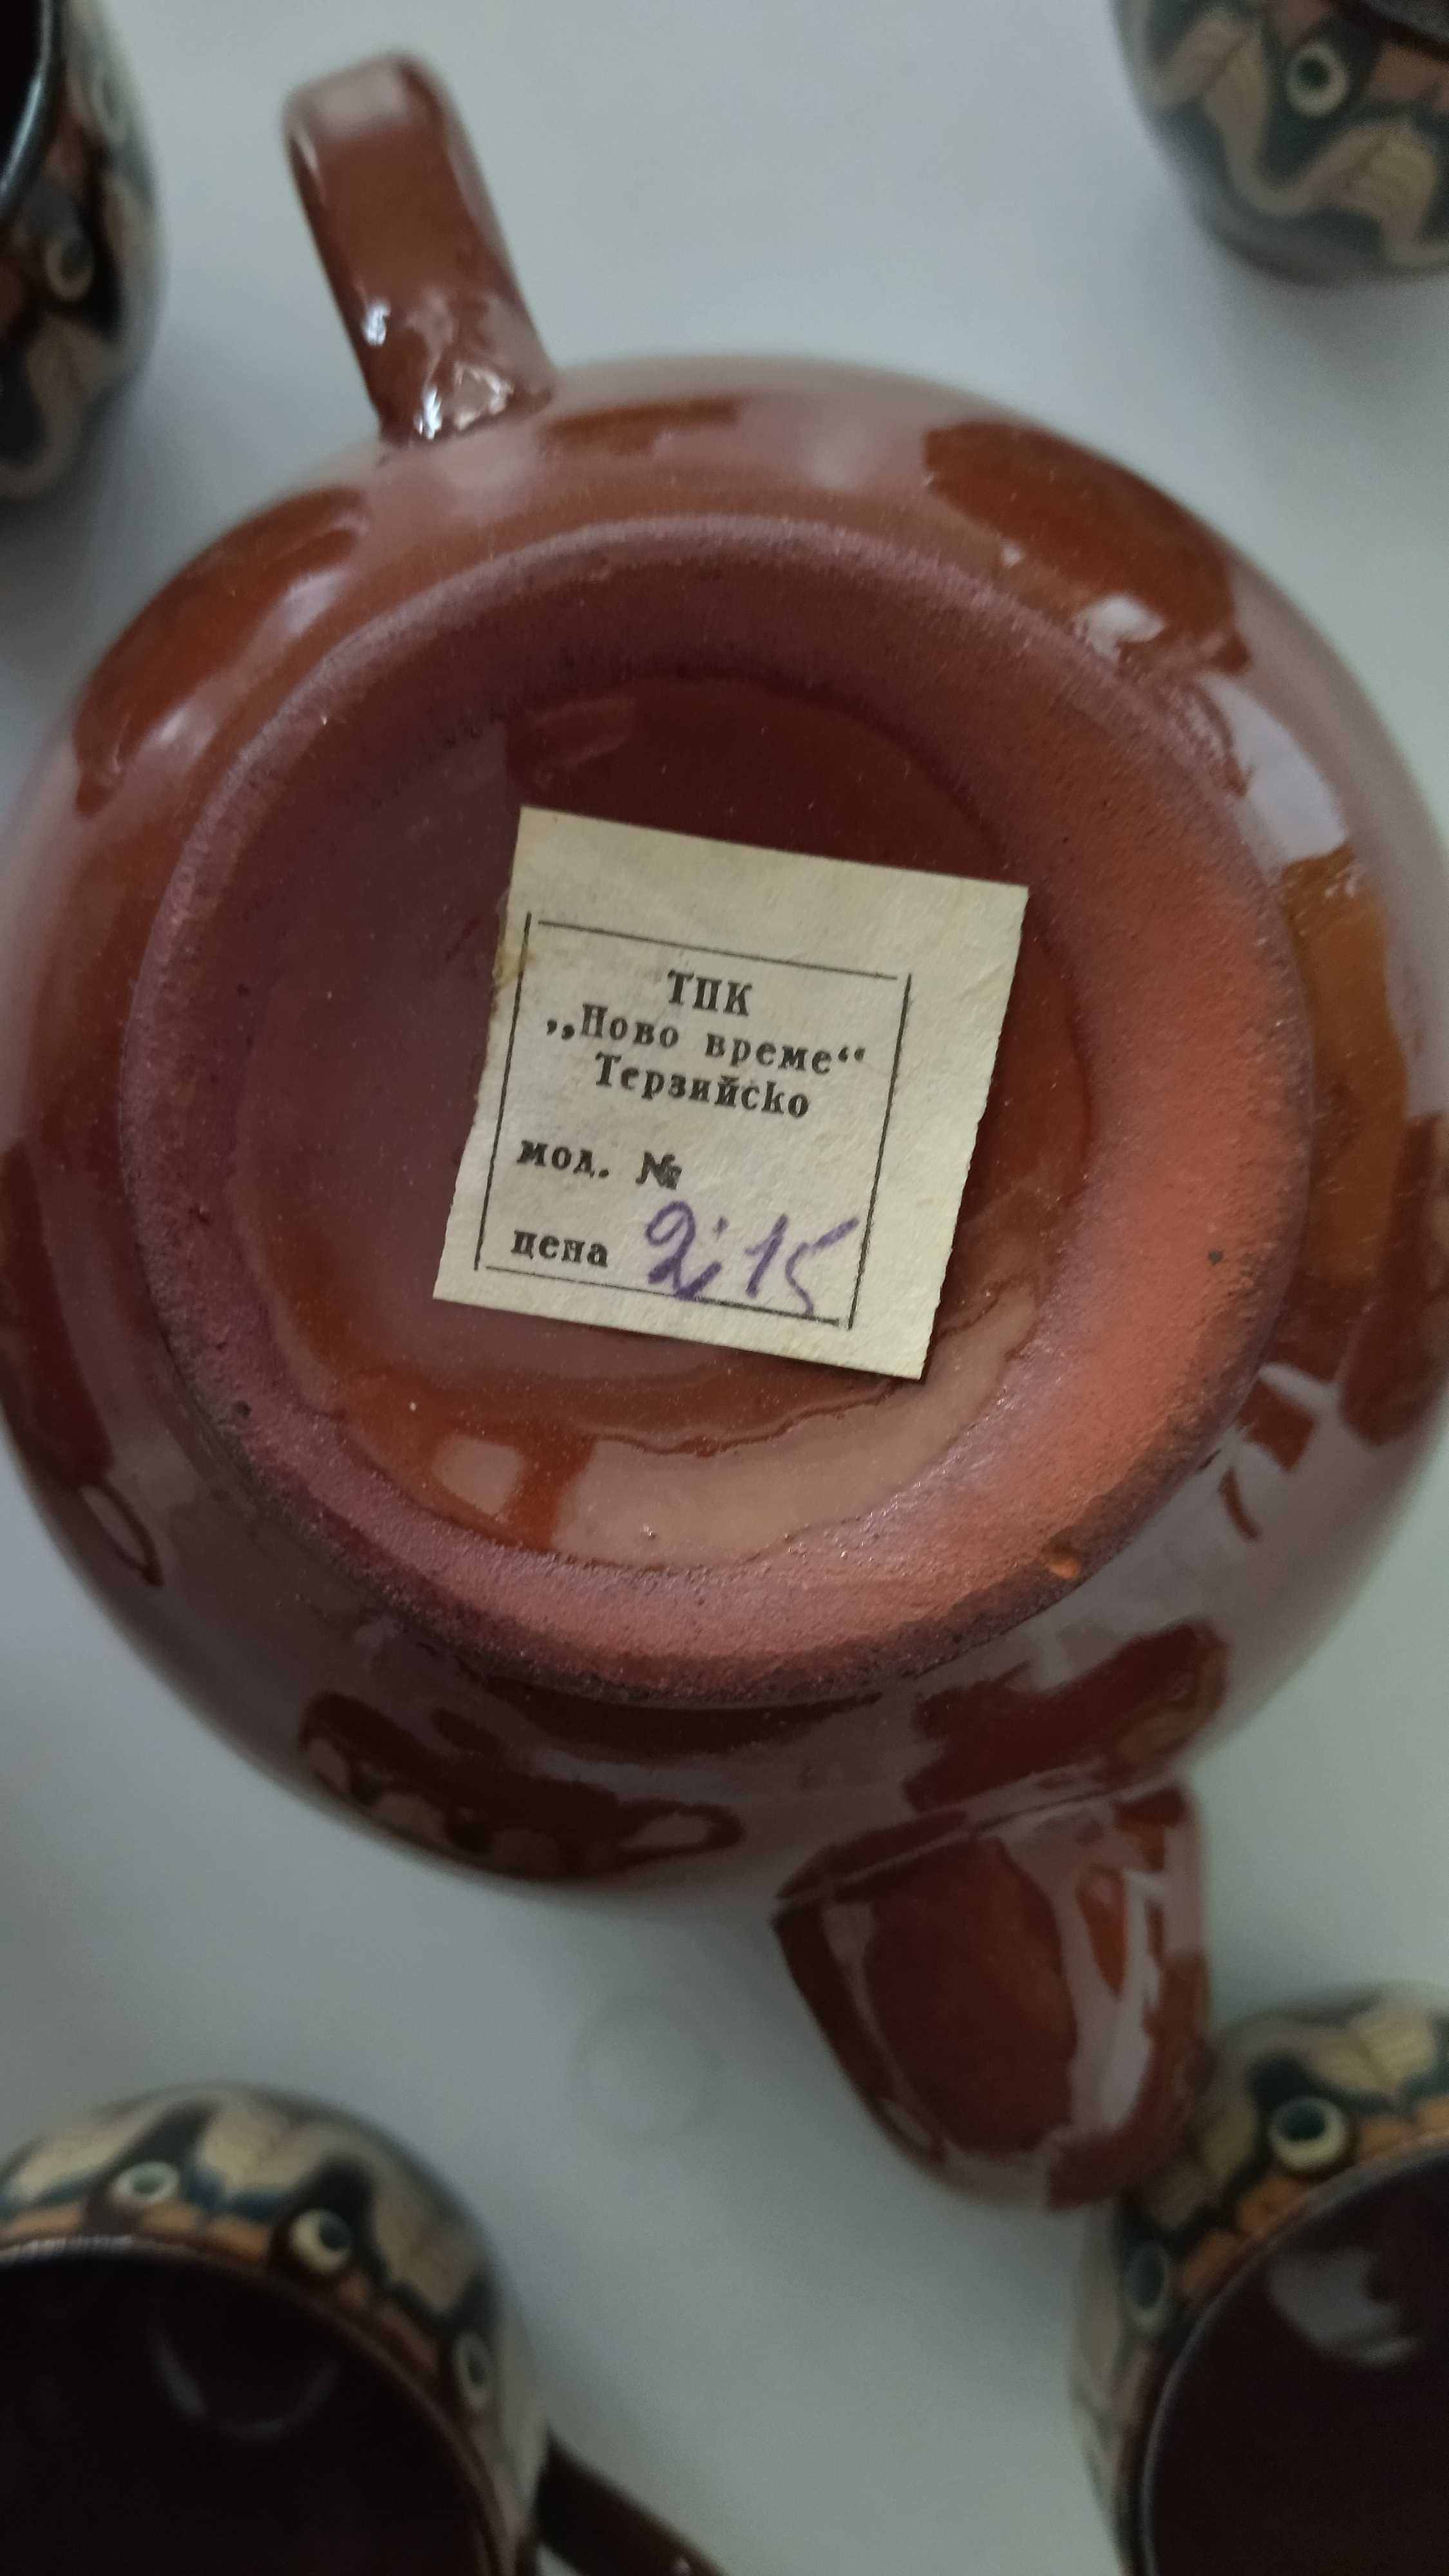 ТПК
„Ново време“
Терзийско
мод. №
цена 2.15